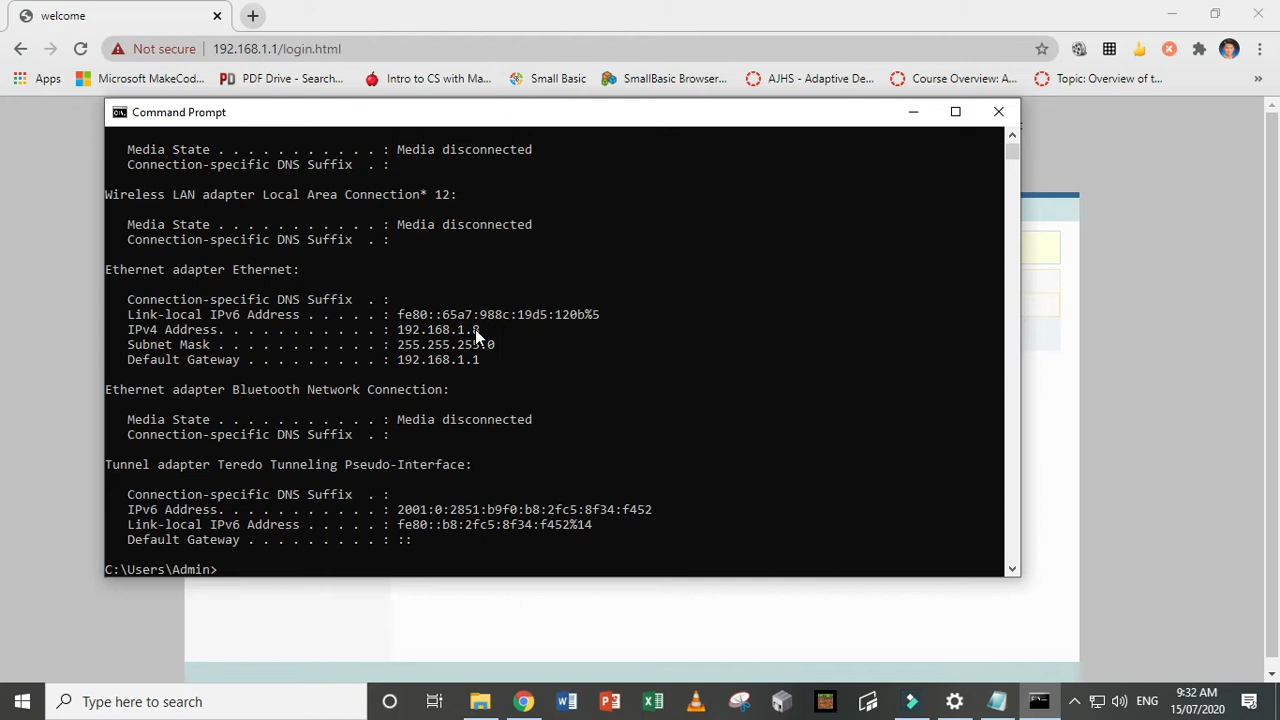 welcome
Not secure 192.168.1.1/login.html
Apps Microsoft MakeCod... PDF Drive - Search... Intro to CS with Ma... Small Basic SmallBasic Browser... AJHS - Adaptive De... Course Overview: A... Topic: Overview of t... »
Command Prompt
Media State . . . . . . . . . . . : Media disconnected
Connection-specific DNS Suffix  . :
Wireless LAN adapter Local Area Connection* 12:
Media State . . . . . . . . . . . : Media disconnected
Connection-specific DNS Suffix  . :
Ethernet adapter Ethernet:
Connection-specific DNS Suffix  . :
Link-local IPv6 Address . . . . . : fe80::65a7:988c:19d5:120b%5
IPv4 Address. . . . . . . . . . . : 192.168.1.8
Subnet Mask . . . . . . . . . . . : 255.255.255.0
Default Gateway . . . . . . . . . : 192.168.1.1
Ethernet adapter Bluetooth Network Connection:
Media State . . . . . . . . . . . : Media disconnected
Connection-specific DNS Suffix  . :
Tunnel adapter Teredo Tunneling Pseudo-Interface:
Connection-specific DNS Suffix  . :
IPv6 Address. . . . . . . . . . . : 2001:0:2851:b9f0:b8:2fc5:8f34:f452
Link-local IPv6 Address . . . . . : fe80::b8:2fc5:8f34:f452%14
Default Gateway . . . . . . . . . : ::
C:\Users\Admin>
Type here to search
ENG
9:32 AM
15/07/2020